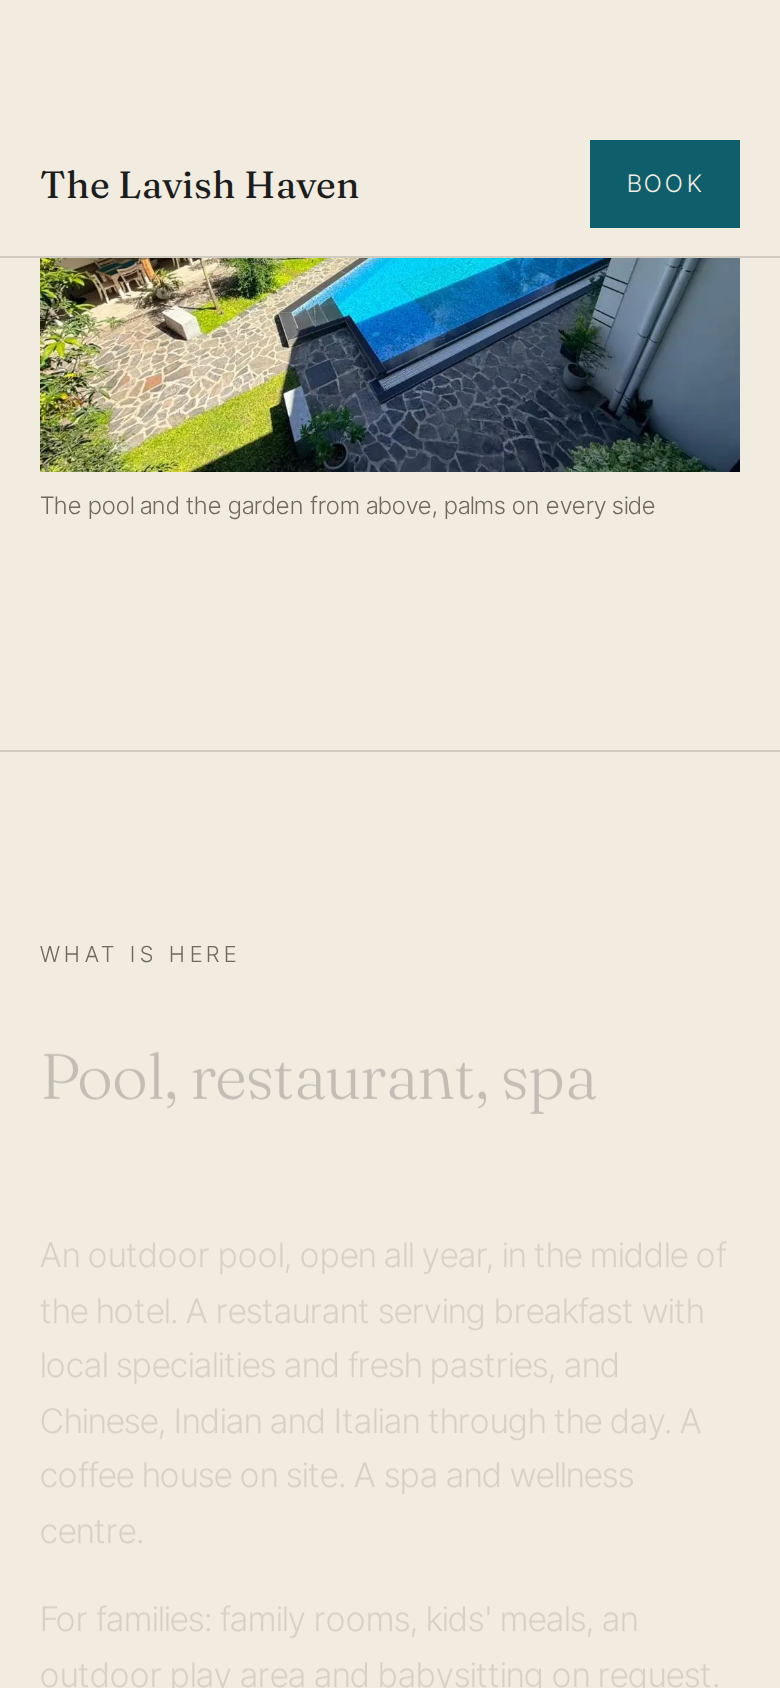 The Lavish Haven
BOOK
The pool and the garden from above, palms on every side
WHAT IS HERE
Pool, restaurant, spa
An outdoor pool, open all year, in the middle of
the hotel. A restaurant serving breakfast with
local specialities and fresh pastries, and
Chinese, Indian and Italian through the day. A
coffee house on site. A spa and wellness
centre.
For families: family rooms, kids' meals, an
outdoor play area and babysitting on request.